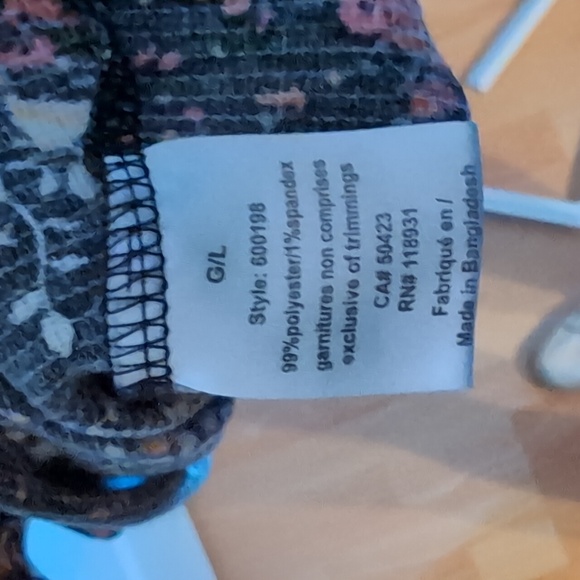 G/L
Style: 600198
99%polyester/1%spandex
garnitures non comprises
exclusive of trimmings
CA# 50423
RN# 118931
Fabriqué en /
Made in Bangladesh